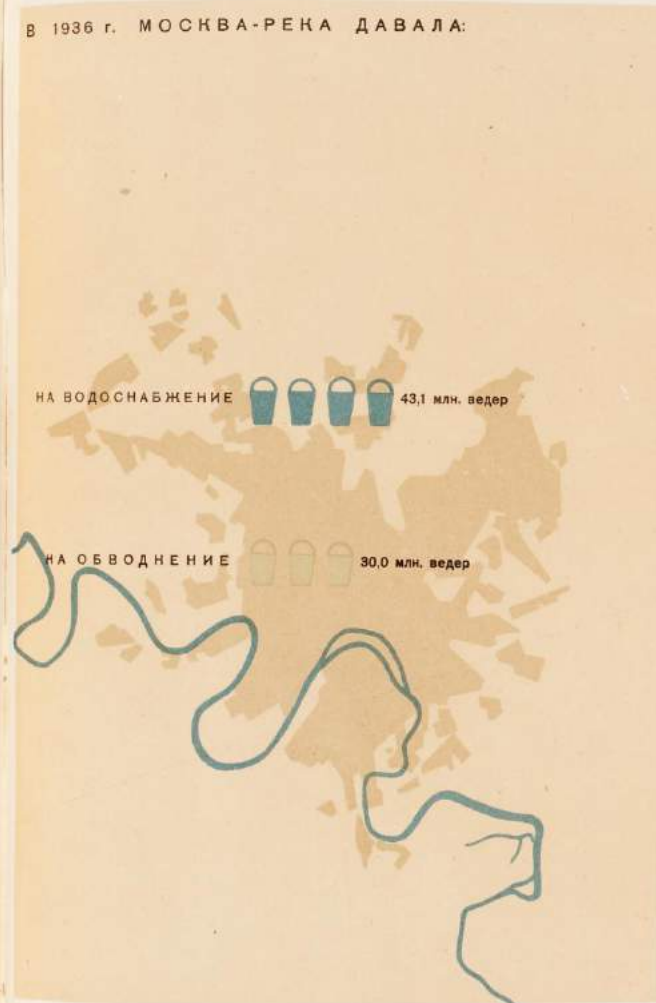 В 1936 г. МОСКВА-РЕКА ДАВАЛА:
НА ВОДОСНАБЖЕНИЕ 43,1 млн. ведер
НА ОБВОДНЕНИЕ 30,0 млн. ведер